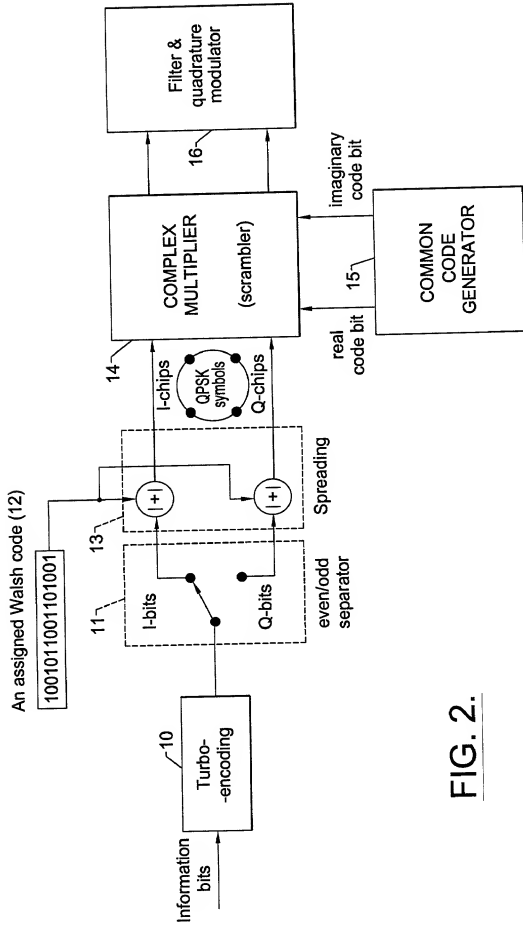 An assigned Walsh code (12)
1001011001101001
Information
bits
10
Turbo-
-encoding
11
I-bits
Q-bits
even/odd
separator
13
|+|
|+|
Spreading
I-chips
QPSK
symbols
Q-chips
14
COMPLEX
MULTIPLIER
(scrambler)
16
Filter &
quadrature
modulator
real
code bit
imaginary
code bit
15
COMMON
CODE
GENERATOR
FIG. 2.